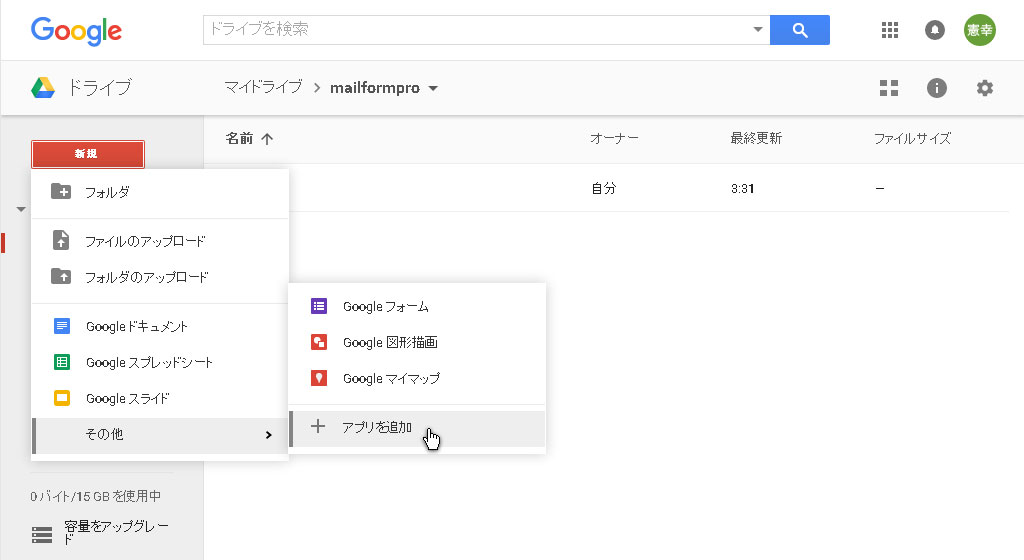 Google
ドライブを検索
憲幸
ドライブ
マイドライブ > mailformpro
名前 ↑ オーナー 最終更新 ファイルサイズ
新規
自分 3:31 –
フォルダ
ファイルのアップロード
フォルダのアップロード
Google ドキュメント
Google スプレッドシート
Google スライド
その他 >
Google フォーム
Google 図形描画
Google マイマップ
+ アプリを追加
0 バイト/15 GB を使用中
容量をアップグレー
ド